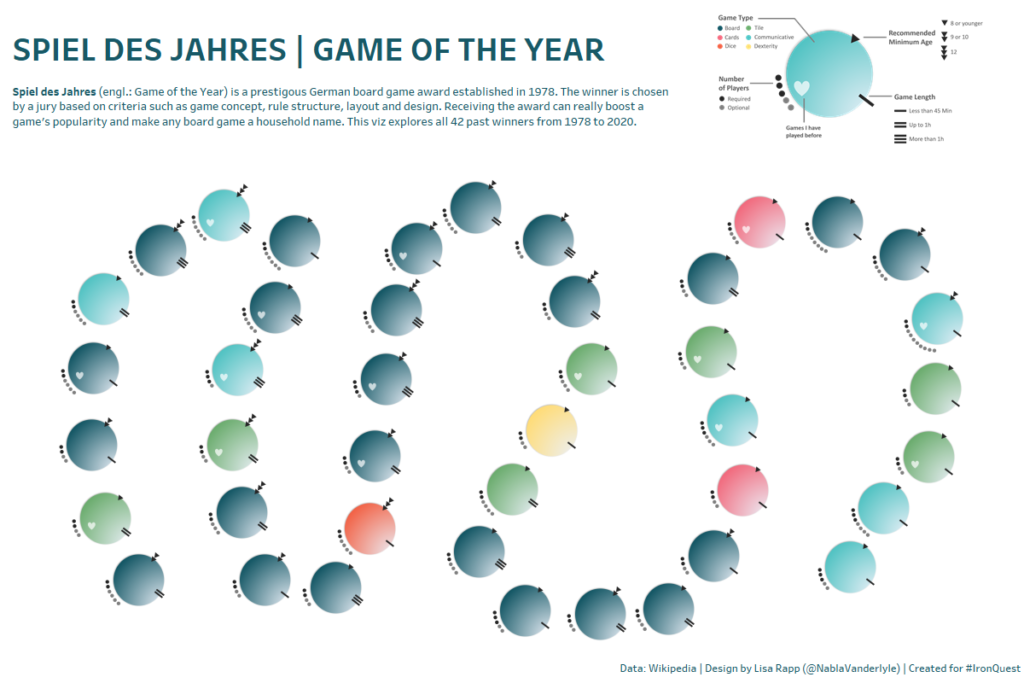 SPIEL DES JAHRES | GAME OF THE YEAR
Spiel des Jahres (engl.: Game of the Year) is a prestigous German board game award established in 1978. The winner is chosen
by a jury based on criteria such as game concept, rule structure, layout and design. Receiving the award can really boost a
game's popularity and make any board game a household name. This viz explores all 42 past winners from 1978 to 2020.
Game Type
Board
Tile
Cards
Communicative
Dice
Dexterity
Recommended
Minimum Age
8 or younger
9 or 10
12
Number
of Players
Required
Optional
Games I have
played before
Game Length
Less than 45 Min
Up to 1h
More than 1h
Data: Wikipedia | Design by Lisa Rapp (@NablaVanderlyle) | Created for #IronQuest